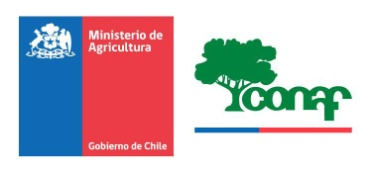 Ministerio de
Agricultura
Gobierno de Chile
conaf